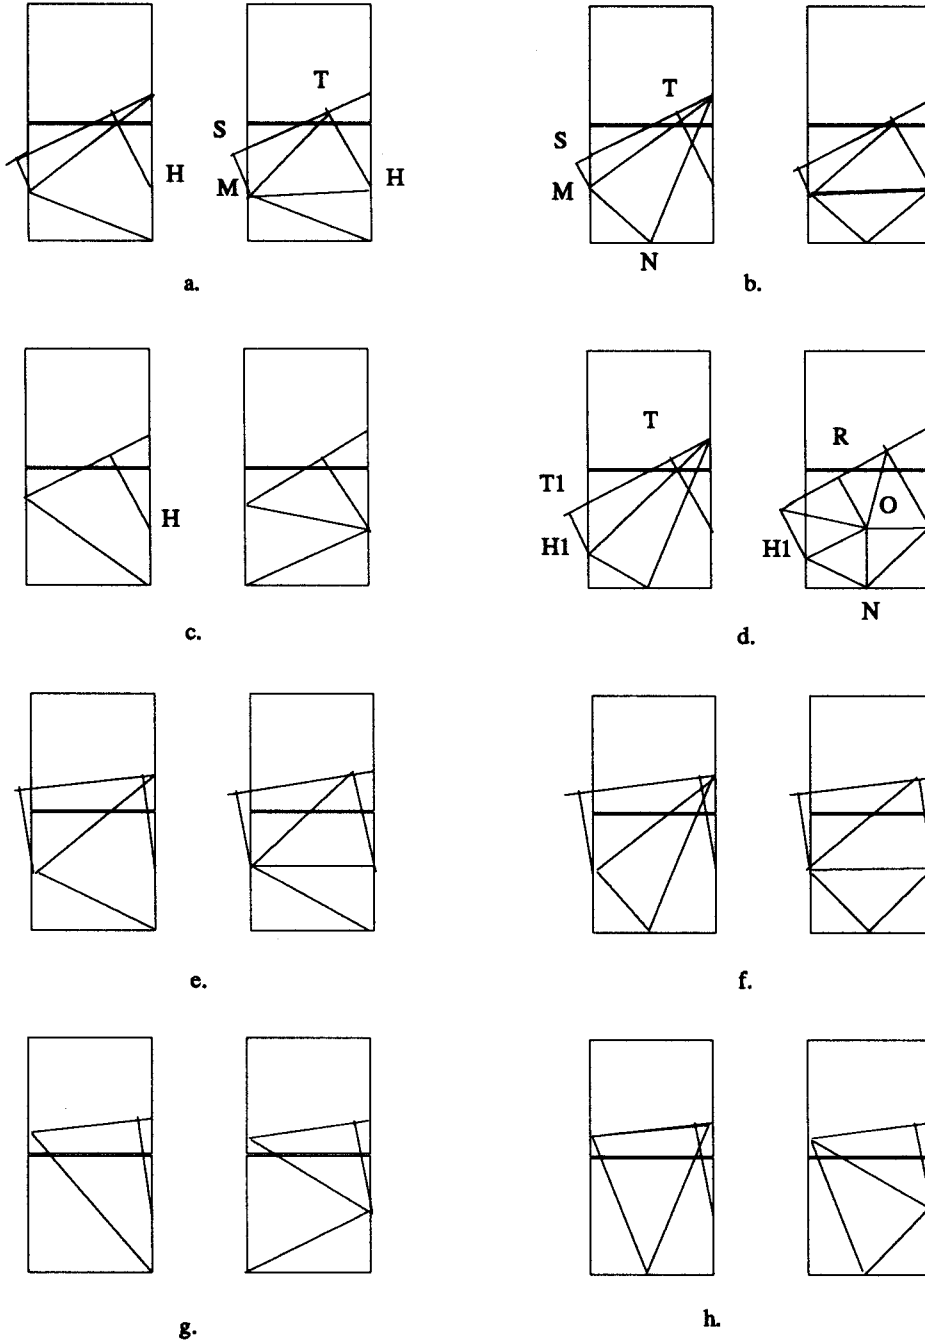 T T
S S
H M H M
N
a. b.
T R
T1 O
H H1 H1
N
c. d.
e. f.
g. h.